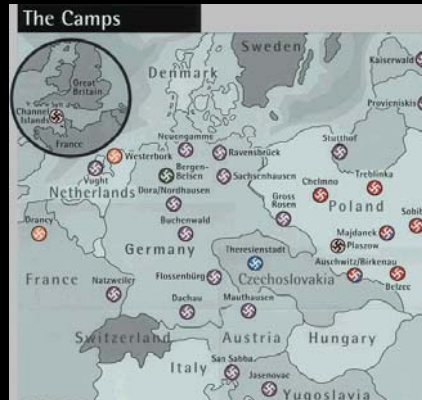 The Camps
Sweden
Denmark
Kaiserwald
Great
Britain
Sylt
Channel
Islands
France
Provieniskis
Neuengamme
Stutthof
Westerbork
Ravensbrück
Treblinka
Bergen-
Belsen
Sachsenhausen
Chelmno
Vught
Netherlands
Dora/Nordhausen
Gross
Rosen
Poland
Sobib
Drancy
Buchenwald
Majdanek
Plaszow
Germany
Theresienstadt
Auschwitz/Birkenau
France
Natzweiler
Flossenbürg
Czechoslovakia
Belzec
Dachau
Mauthausen
Switzerland
Austria
Hungary
Italy
San Sabba
Jasenovac
Yugoslavia